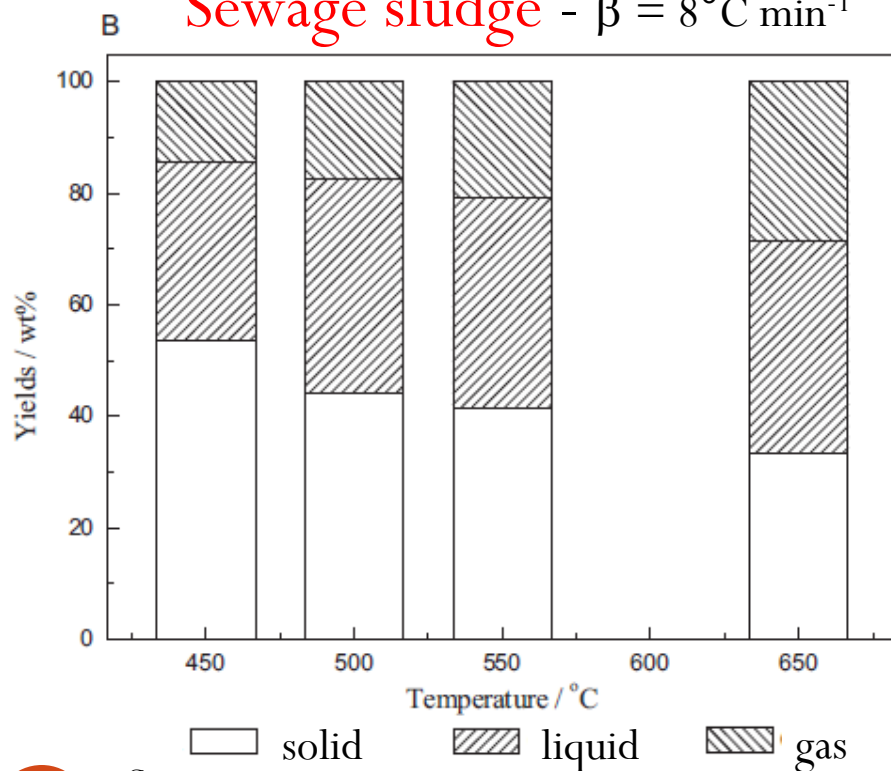 B
Sewage sludge - β = 8°C min⁻¹
100
80
60
40
20
0
Yields / wt%
450 500 550 600 650
Temperature / °C
solid liquid gas